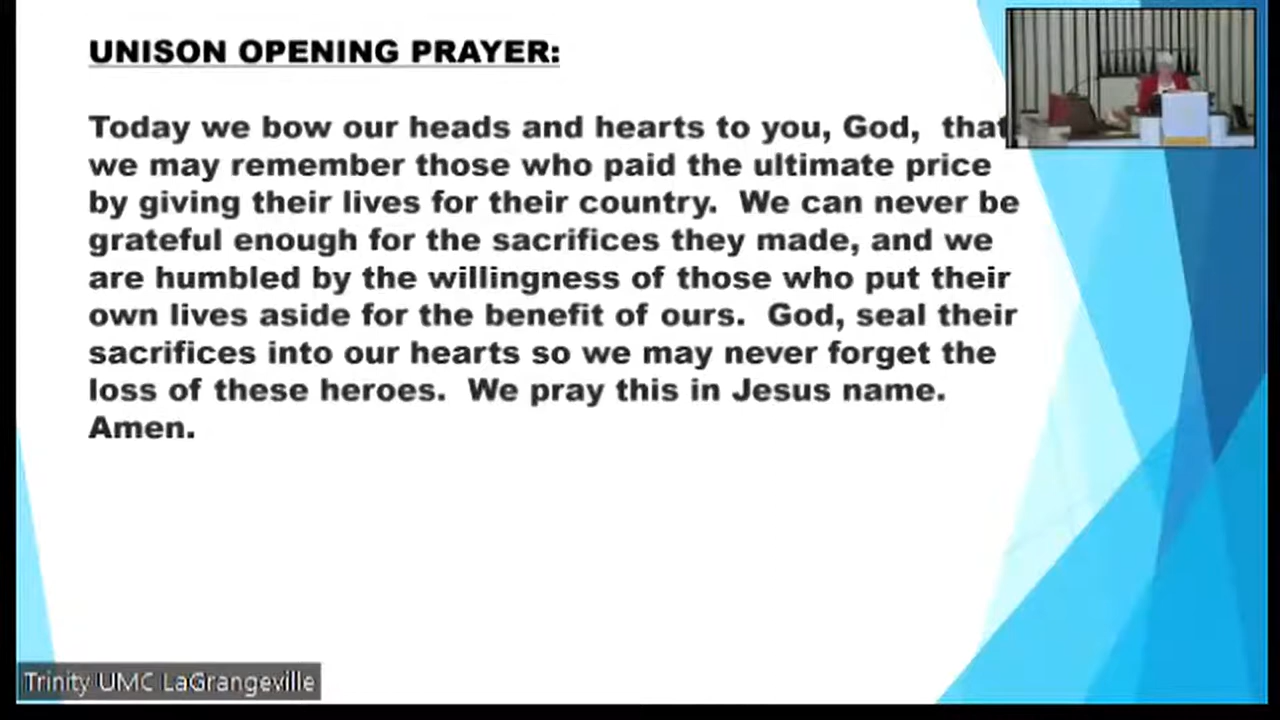 UNISON OPENING PRAYER:
Today we bow our heads and hearts to you, God,  that
we may remember those who paid the ultimate price
by giving their lives for their country.  We can never be
grateful enough for the sacrifices they made, and we
are humbled by the willingness of those who put their
own lives aside for the benefit of ours.  God, seal their
sacrifices into our hearts so we may never forget the
loss of these heroes.  We pray this in Jesus name.
Amen.
Trinity UMC LaGrangeville